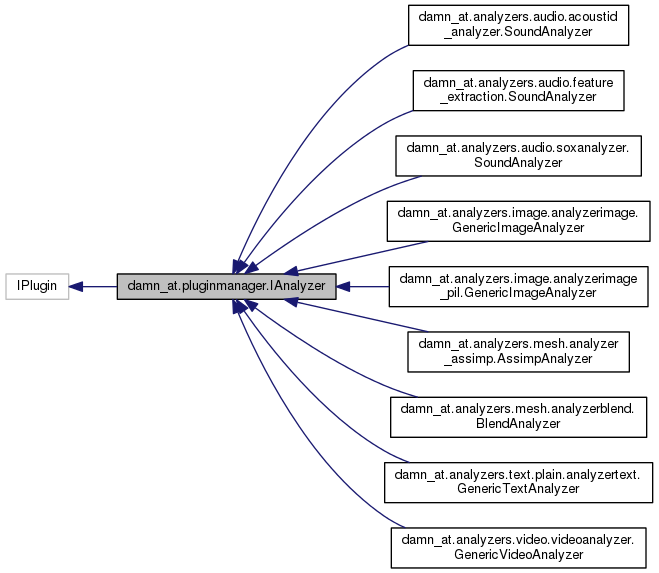 damn_at.analyzers.audio.acoustid
_analyzer.SoundAnalyzer
damn_at.analyzers.audio.feature
_extraction.SoundAnalyzer
damn_at.analyzers.audio.soxanalyzer.
SoundAnalyzer
damn_at.analyzers.image.analyzerimage.
GenericImageAnalyzer
IPlugin
damn_at.pluginmanager.IAnalyzer
damn_at.analyzers.image.analyzerimage
_pil.GenericImageAnalyzer
damn_at.analyzers.mesh.analyzer
_assimp.AssimpAnalyzer
damn_at.analyzers.mesh.analyzerblend.
BlendAnalyzer
damn_at.analyzers.text.plain.analyzertext.
GenericTextAnalyzer
damn_at.analyzers.video.videoanalyzer.
GenericVideoAnalyzer